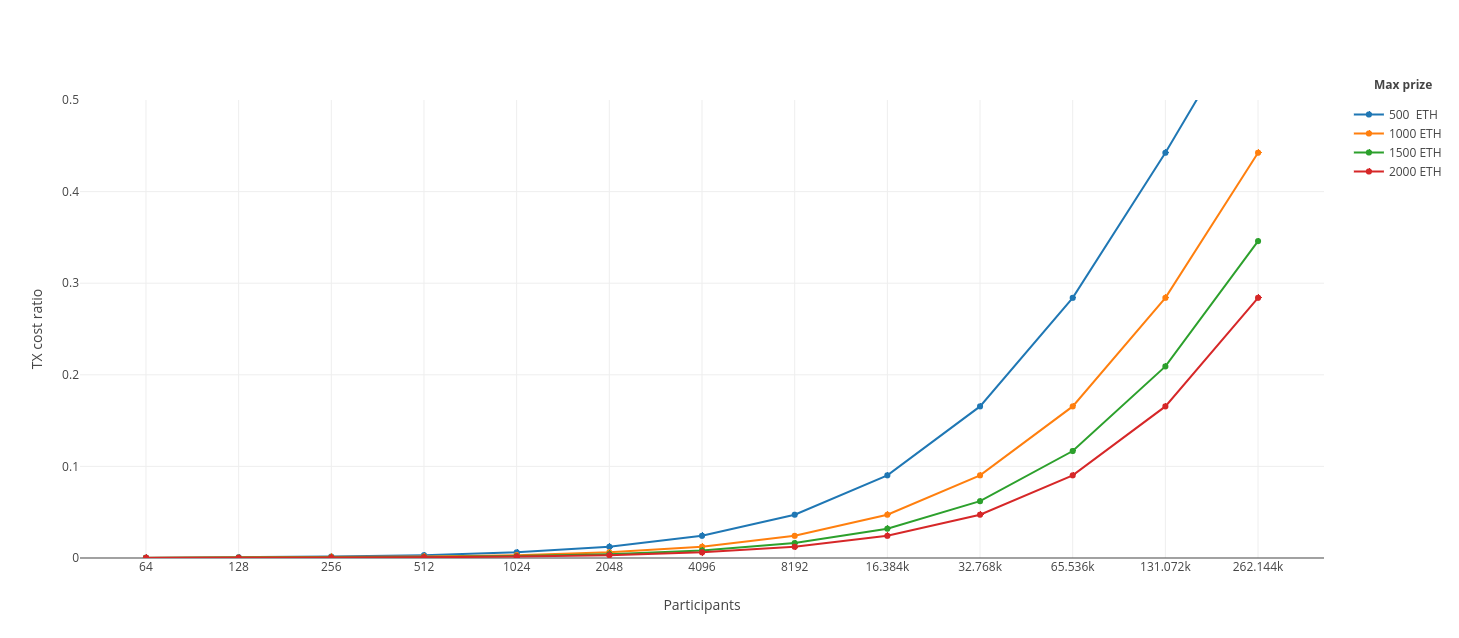 Max prize
500  ETH
1000 ETH
1500 ETH
2000 ETH
TX cost ratio
0.5
0.4
0.3
0.2
0.1
0
64 128 256 512 1024 2048 4096 8192 16.384k 32.768k 65.536k 131.072k 262.144k
Participants